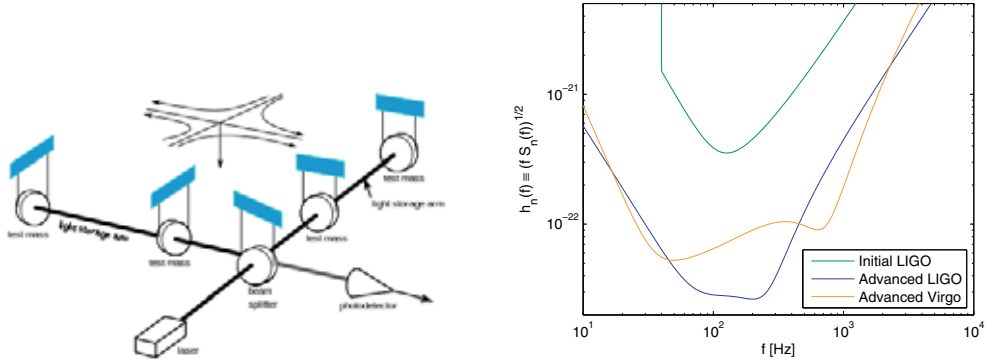 test mass
test mass
light storage arm
test mass
light storage arm
test mass
beam
splitter
photodetector
laser
h_n(f) ≡ (f S_n(f))^{1/2}
10^{-21}
10^{-22}
Initial LIGO
Advanced LIGO
Advanced Virgo
10^1
10^2
10^3
10^4
f [Hz]